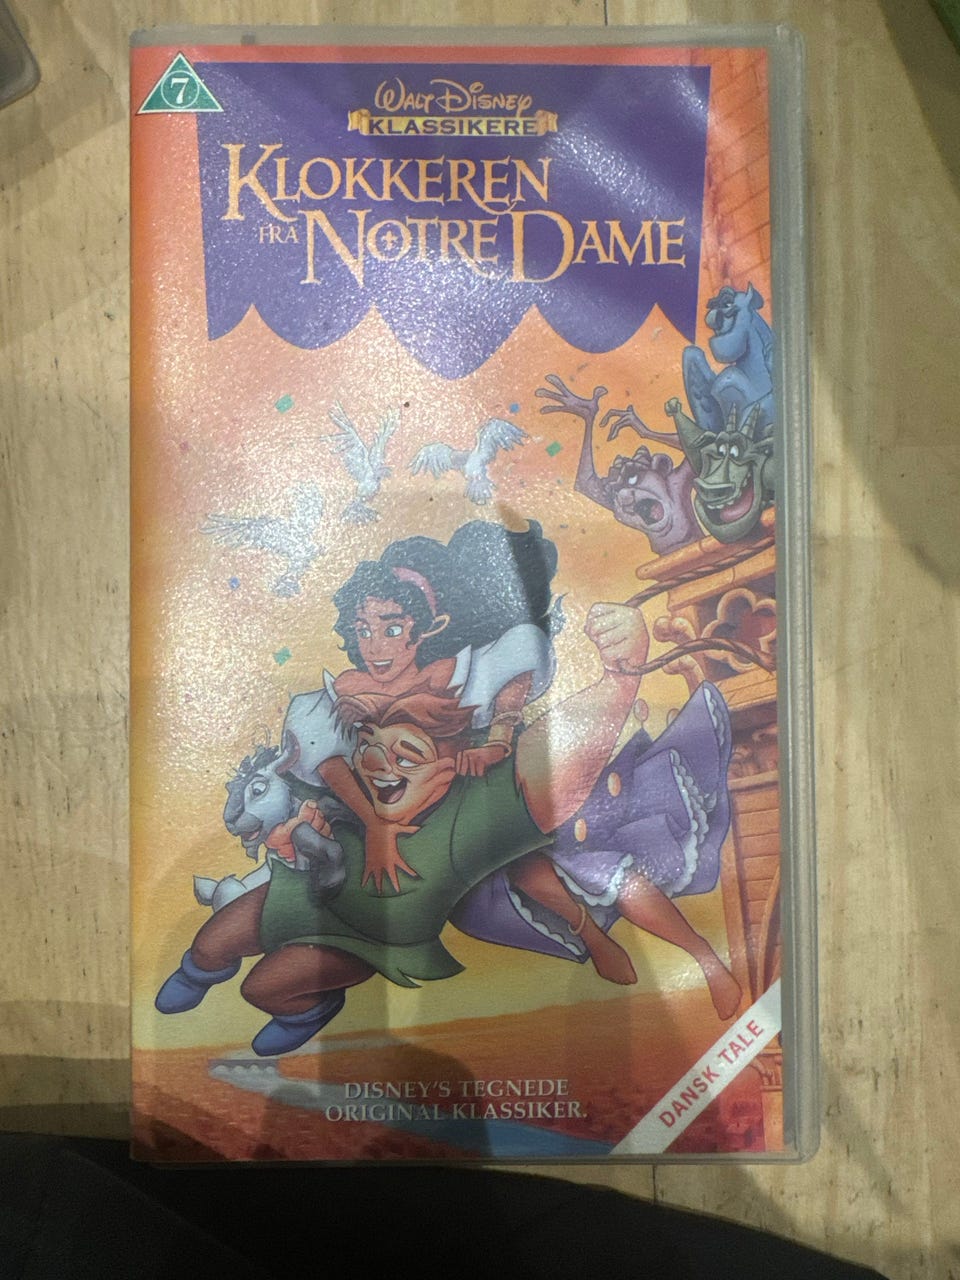 7
WALT DISNEY
KLASSIKERE
KLOKKEREN
FRA NOTRE DAME
DISNEY'S TEGNEDE
ORIGINAL KLASSIKER.
DANSK TALE